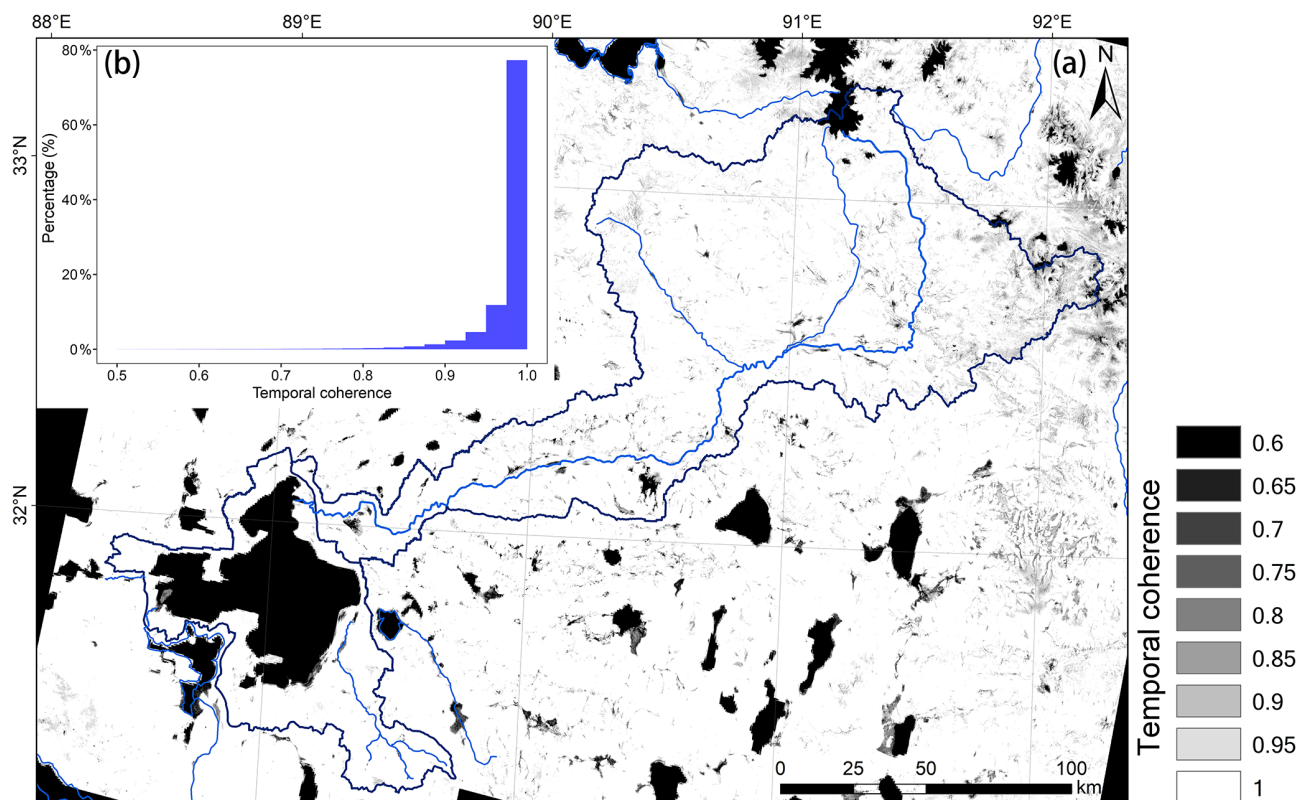 88°E 89°E 90°E 91°E 92°E
(b)
(a)
N
80%
60%
40%
20%
0%
Percentage (%)
0.5 0.6 0.7 0.8 0.9 1.0
Temporal coherence
33°N
32°N
0 25 50 100
km
Temporal coherence
0.6
0.65
0.7
0.75
0.8
0.85
0.9
0.95
1